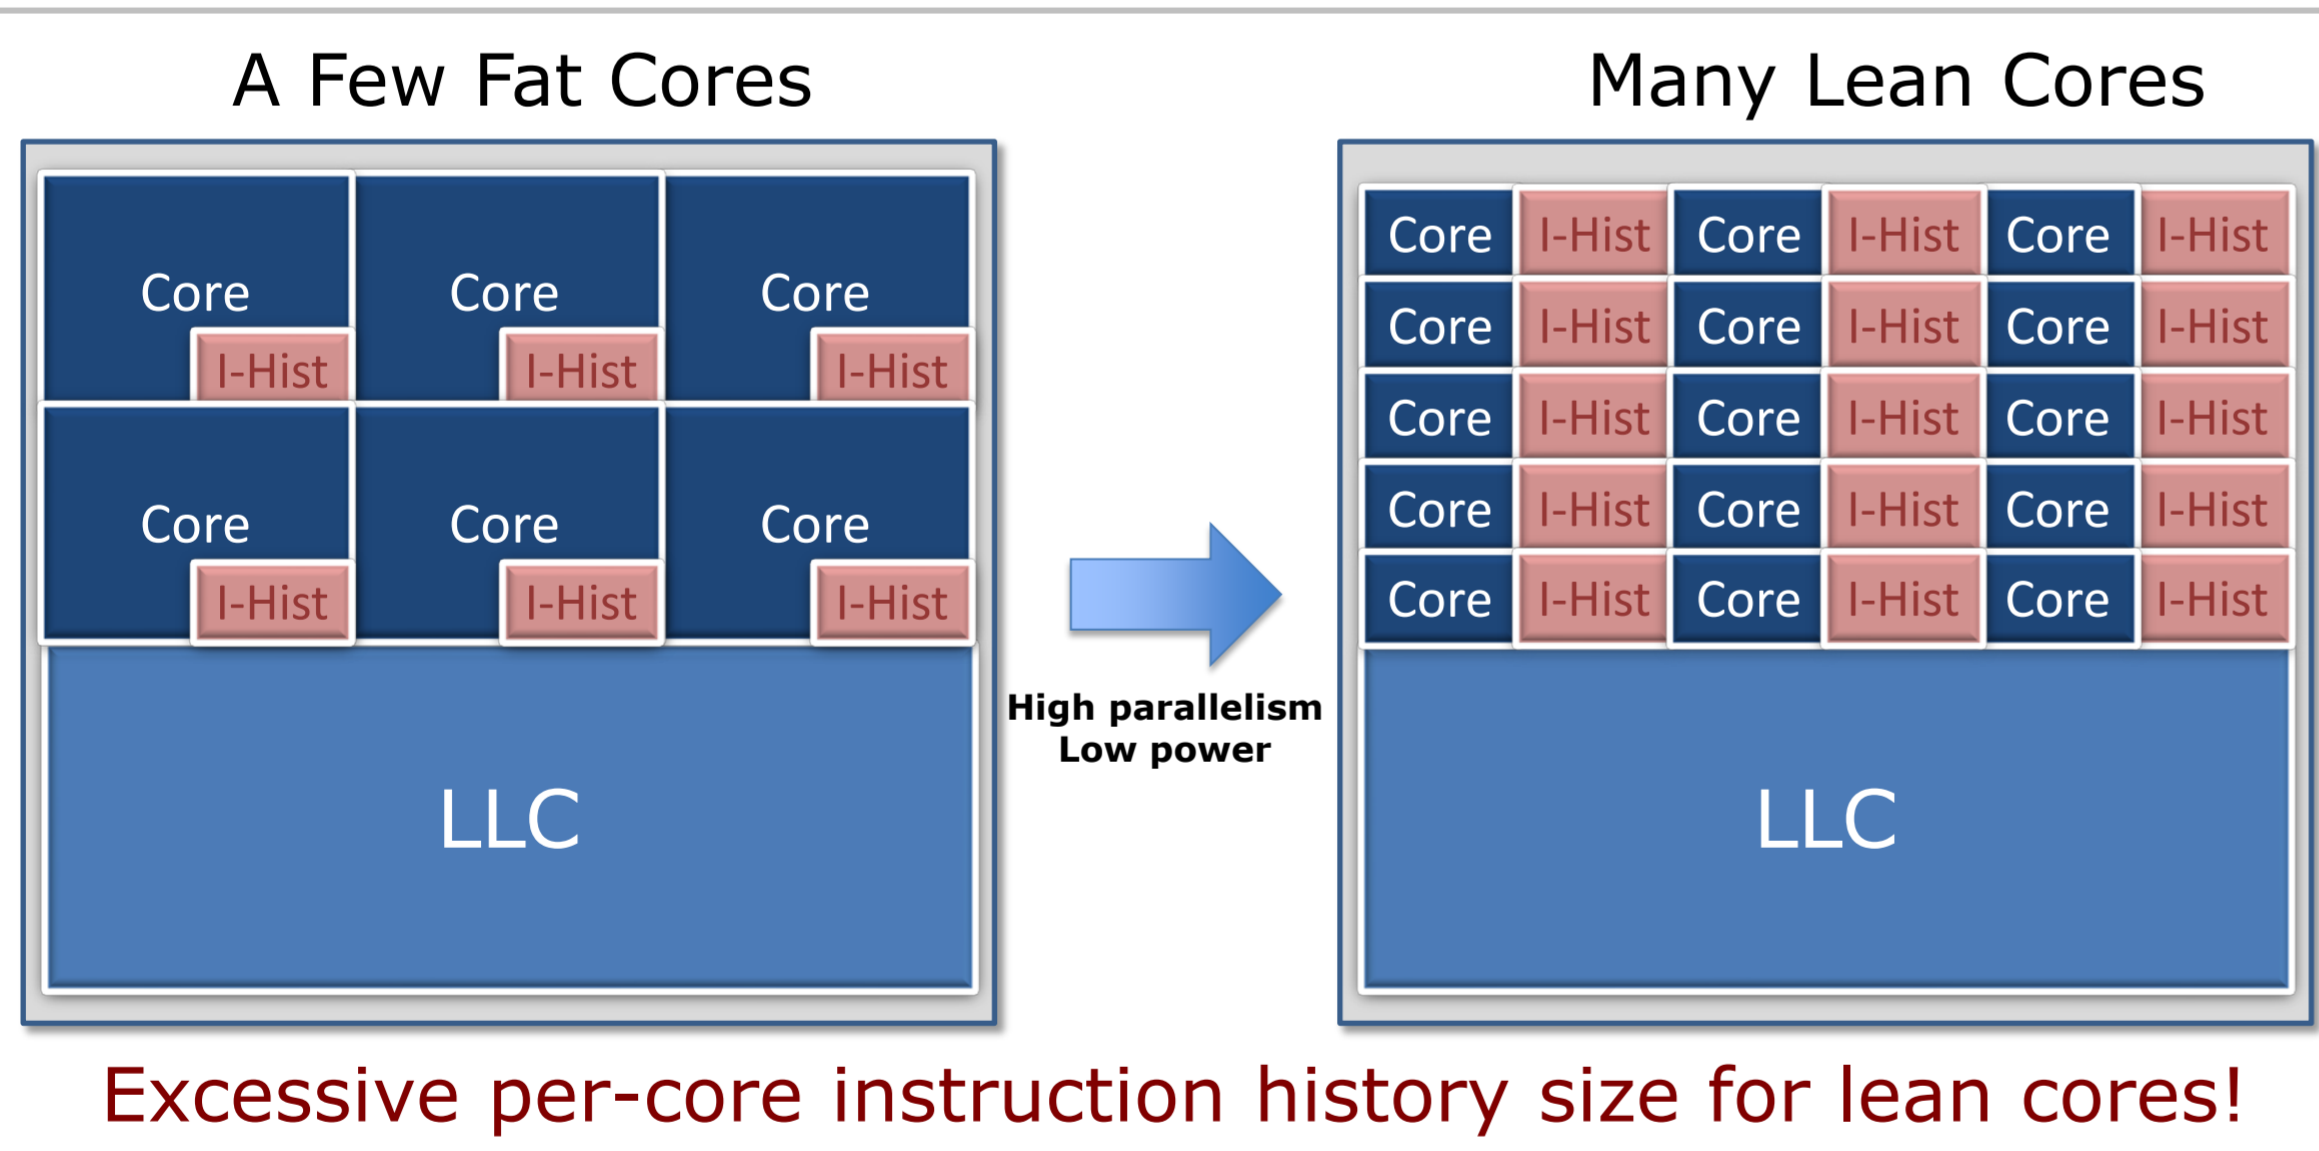 A Few Fat Cores
Many Lean Cores
Core Core Core
I-Hist I-Hist I-Hist
Core Core Core
I-Hist I-Hist I-Hist
LLC
High parallelism
Low power
Core I-Hist Core I-Hist Core I-Hist
Core I-Hist Core I-Hist Core I-Hist
Core I-Hist Core I-Hist Core I-Hist
Core I-Hist Core I-Hist Core I-Hist
Core I-Hist Core I-Hist Core I-Hist
LLC
Excessive per-core instruction history size for lean cores!